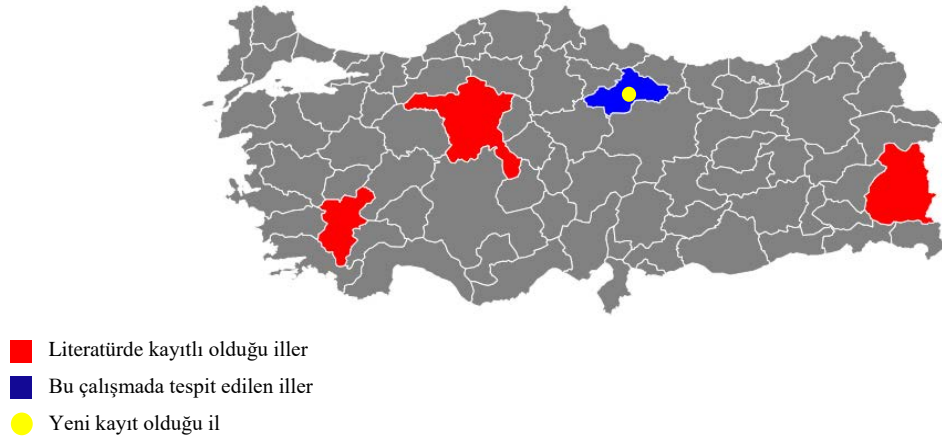 Literatürde kayıtlı olduğu iller
Bu çalışmada tespit edilen iller
Yeni kayıt olduğu il